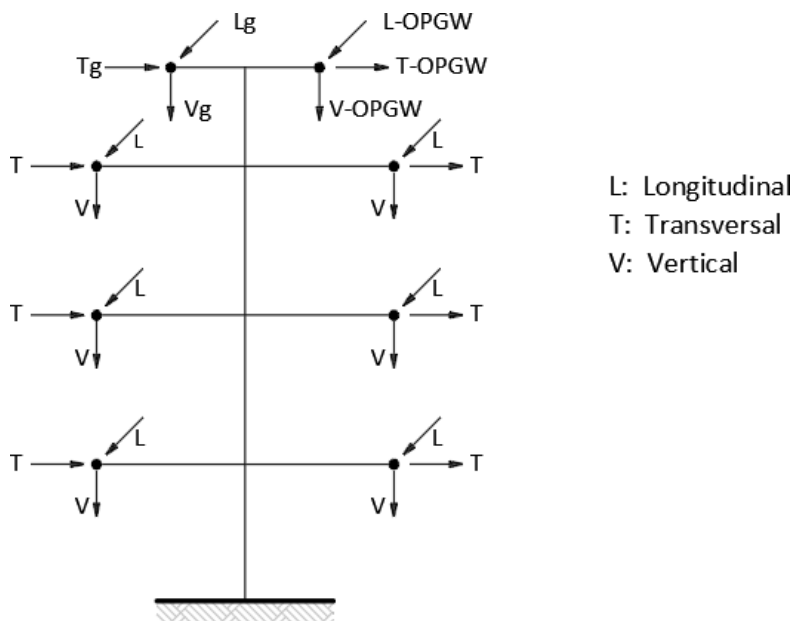 Lg
L-OPGW
Tg
T-OPGW
Vg
V-OPGW
L
L
T
T
V
V
L
L
T
T
V
V
L
L
T
T
V
V
L: Longitudinal
T: Transversal
V: Vertical